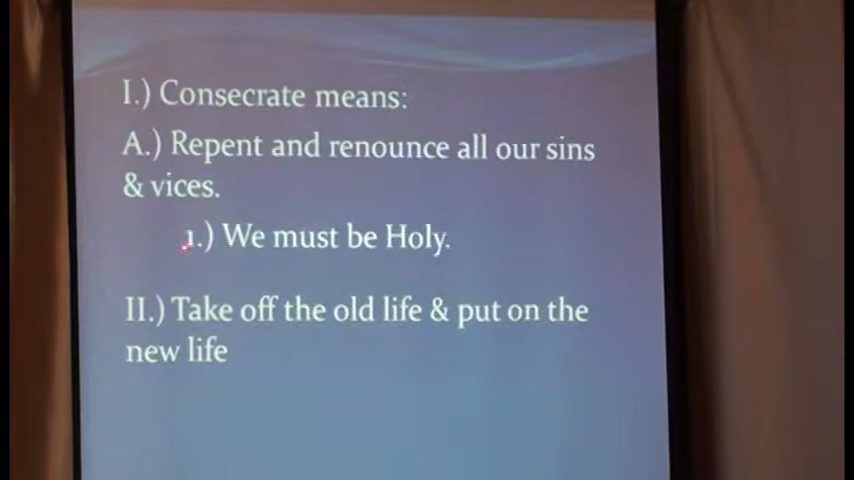 I.) Consecrate means:
A.) Repent and renounce all our sins
& vices.
1.) We must be Holy.
II.) Take off the old life & put on the
new life